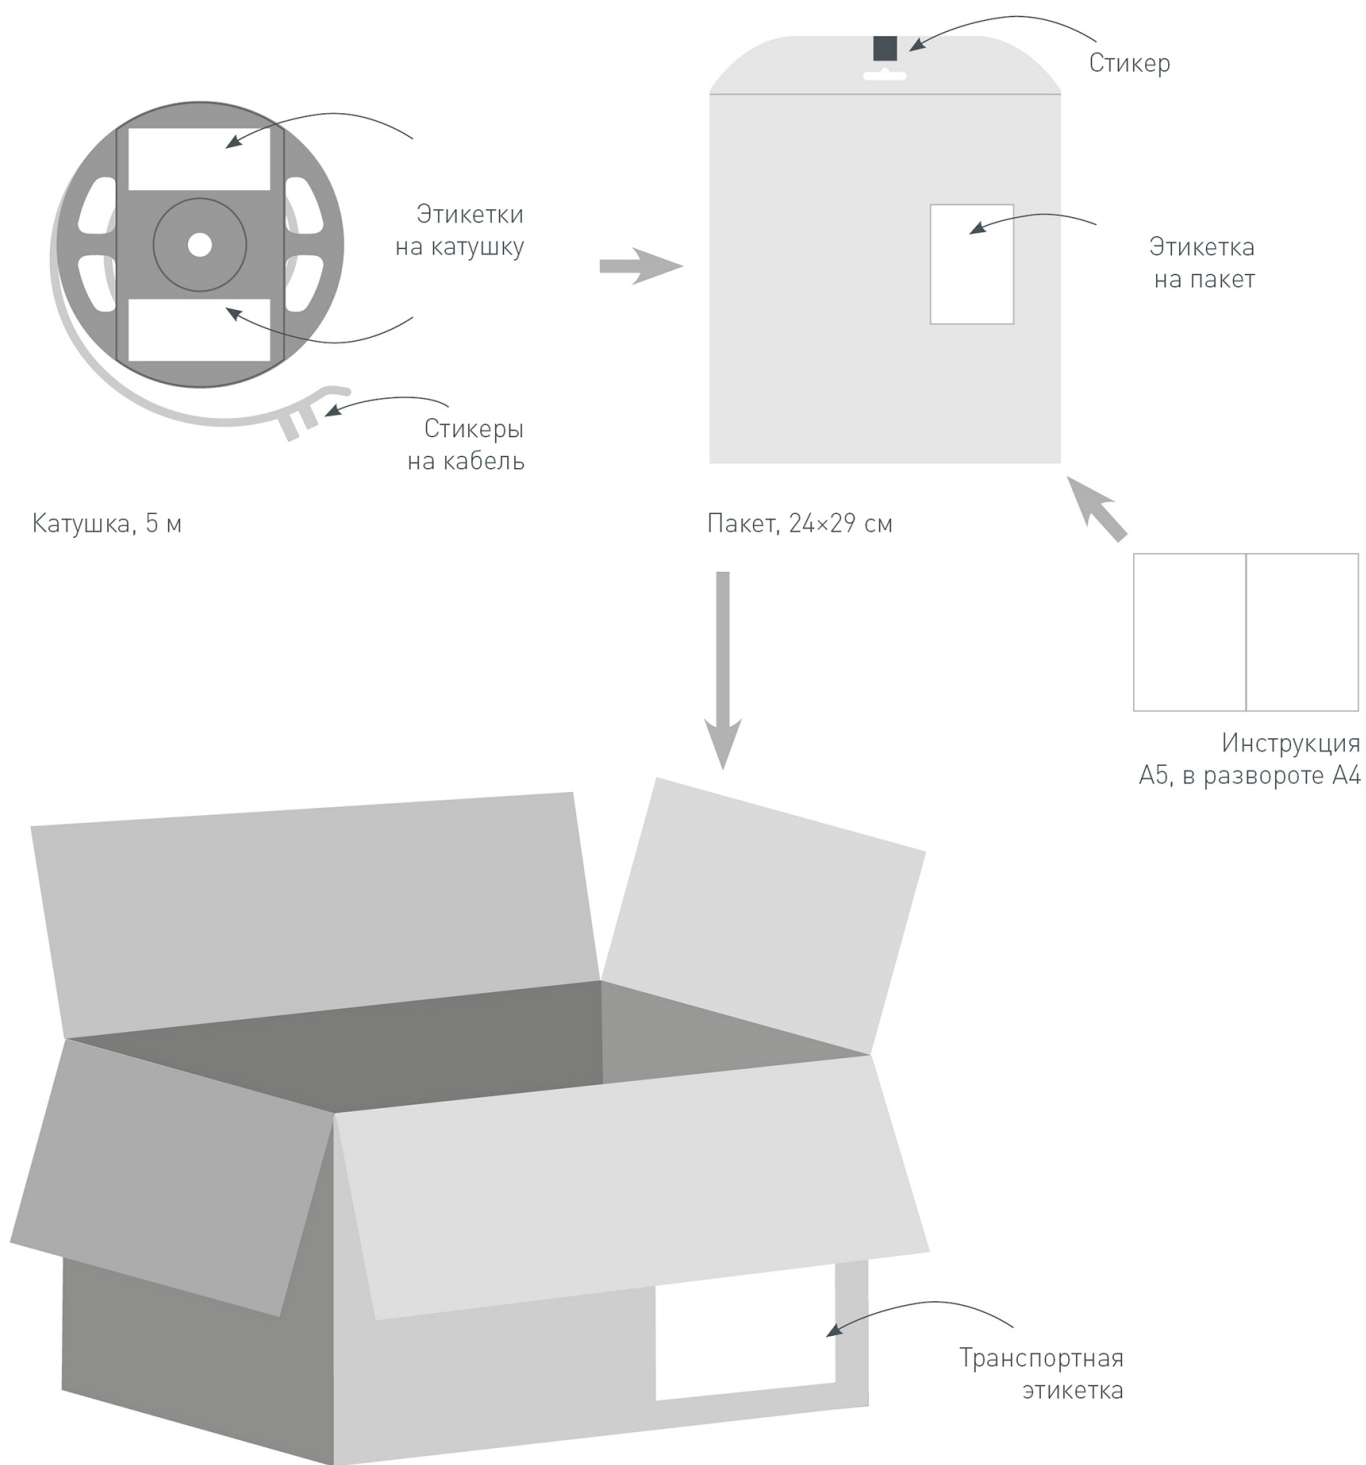 Стикер
Этикетки
на катушку
Этикетка
на пакет
Стикеры
на кабель
Катушка, 5 м
Пакет, 24×29 см
Инструкция
А5, в развороте А4
Транспортная
этикетка